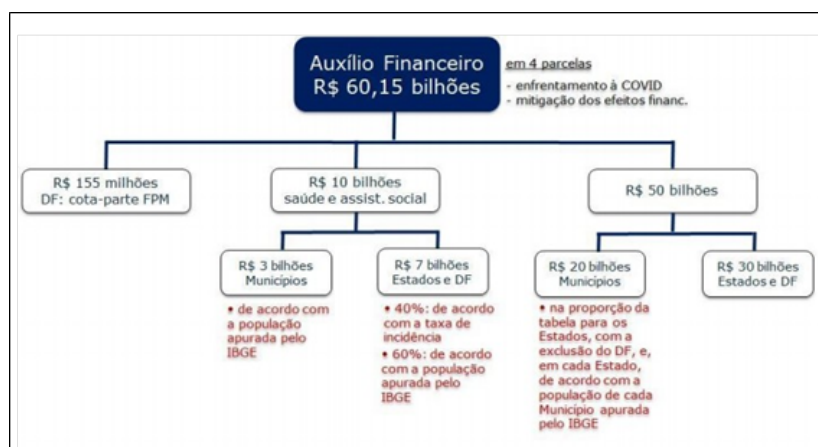 Auxílio Financeiro
R$ 60,15 bilhões
em 4 parcelas
- enfrentamento à COVID
- mitigação dos efeitos financ.
R$ 155 milhões
DF: cota-parte FPM
R$ 10 bilhões
saúde e assist. social
R$ 50 bilhões
R$ 3 bilhões
Municípios
R$ 7 bilhões
Estados e DF
R$ 20 bilhões
Municípios
R$ 30 bilhões
Estados e DF
• de acordo com
a população
apurada pelo
IBGE
• 40%: de acordo
com a taxa de
incidência
• 60%: de acordo
com a população
apurada pelo
IBGE
• na proporção da
tabela para os
Estados, com a
exclusão do DF, e,
em cada Estado,
de acordo com a
população de cada
Município apurada
pelo IBGE